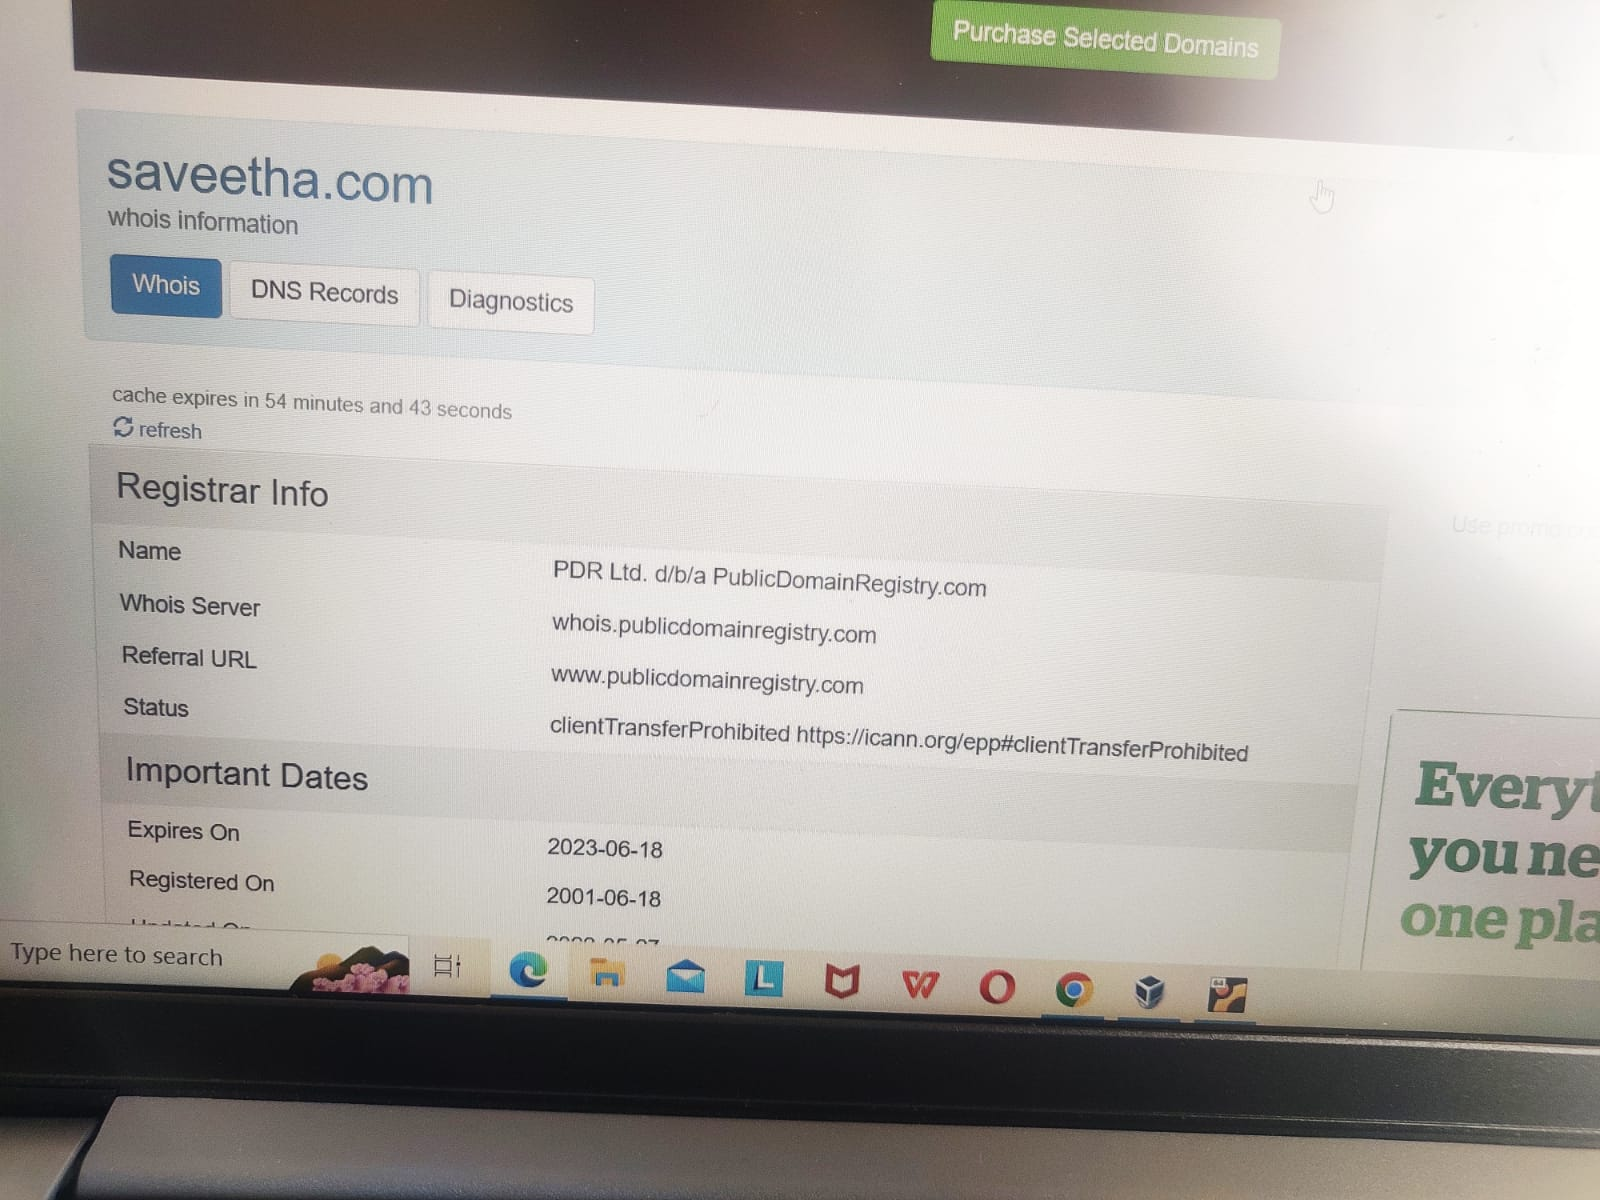 Purchase Selected Domains
saveetha.com
whois information
Whois
DNS Records
Diagnostics
cache expires in 54 minutes and 43 seconds
refresh
Registrar Info
Name
PDR Ltd. d/b/a PublicDomainRegistry.com
Whois Server
whois.publicdomainregistry.com
Referral URL
www.publicdomainregistry.com
Status
clientTransferProhibited https://icann.org/epp#clientTransferProhibited
Important Dates
Expires On
2023-06-18
Registered On
2001-06-18
Use promo
Everyt
you ne
one pla
Type here to search